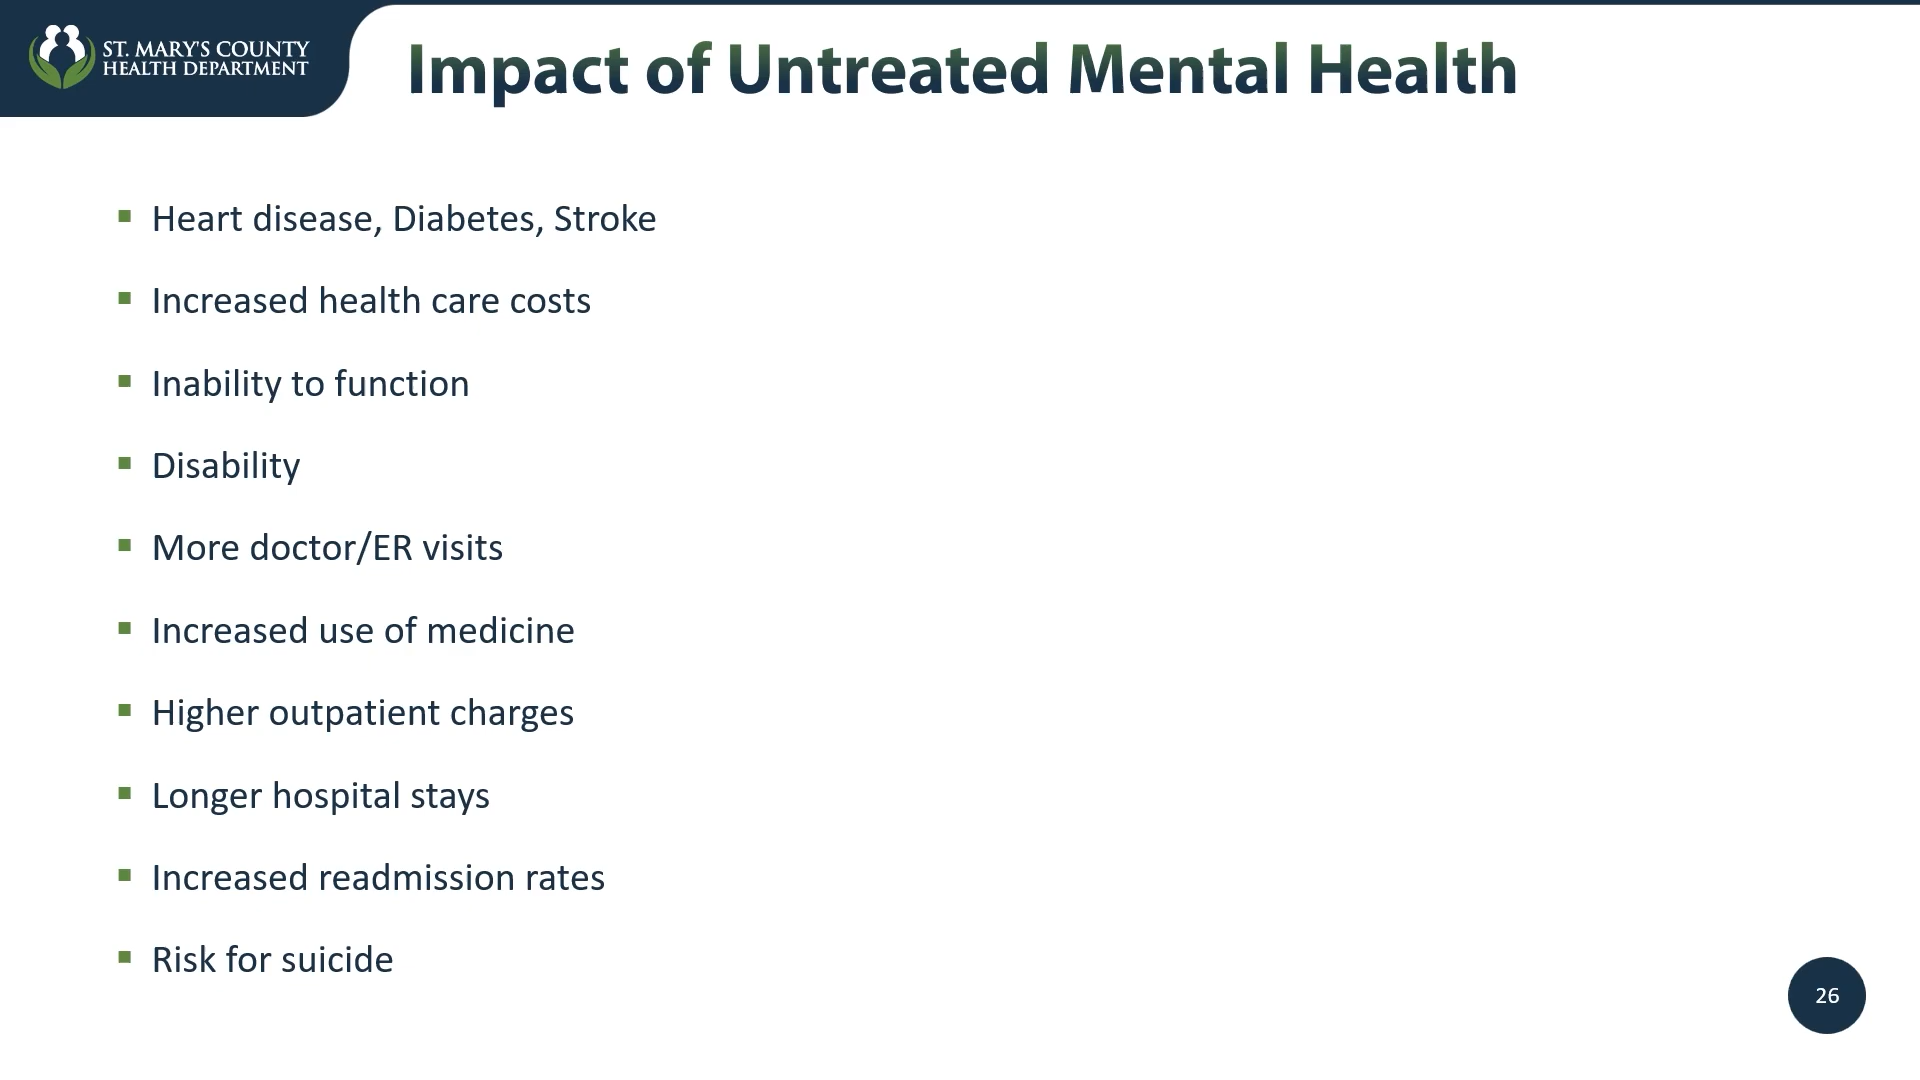 ST. MARY'S COUNTY
HEALTH DEPARTMENT
Impact of Untreated Mental Health
▪ Heart disease, Diabetes, Stroke
▪ Increased health care costs
▪ Inability to function
▪ Disability
▪ More doctor/ER visits
▪ Increased use of medicine
▪ Higher outpatient charges
▪ Longer hospital stays
▪ Increased readmission rates
▪ Risk for suicide
26